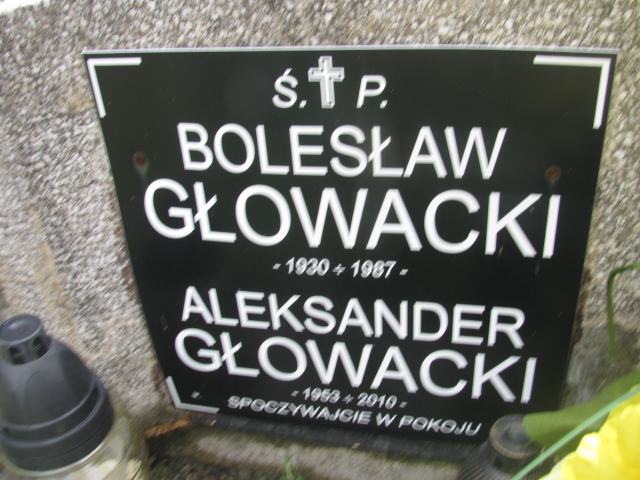 Ś. P.
BOLESŁAW
GŁOWACKI
- 1930 + 1987 -
ALEKSANDER
GŁOWACKI
- 1953 + 2010 -
SPOCZYWAJCIE W POKOJU